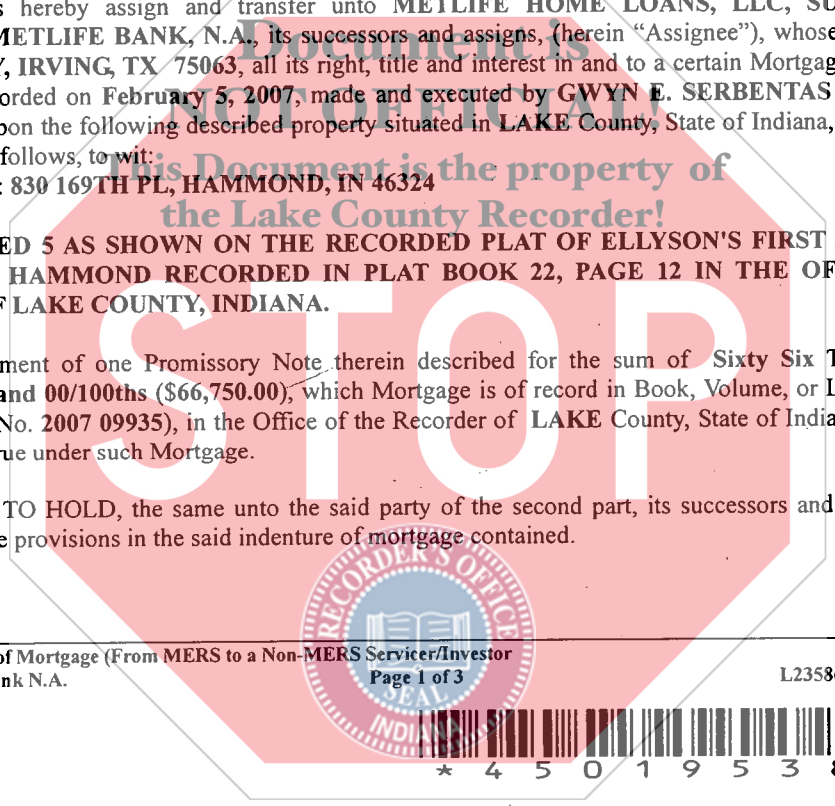 hereby assign and transfer unto METLIFE HOME LOANS, LLC,
METLIFE BANK, N.A., its successors and assigns, (herein “Assignee”), whose
Document is
IRVING, TX 75063, all its right, title and interest in and to a certain
orded on February 5, 2007, made and executed by GWYN E. SERBENTAS
NOT OFFICIAL!
pon the following described property situated in LAKE County, State of Indiana,
follows, to wit:
This Document is the property of
: 830 169TH PL, HAMMOND, IN 46324
the Lake County Recorder!
ED 5 AS SHOWN ON THE RECORDED PLAT OF ELLYSON'S FIRST
HAMMOND RECORDED IN PLAT BOOK 22, PAGE 12 IN THE OF
F LAKE COUNTY, INDIANA.
STOP
ment of one Promissory Note therein described for the sum of Sixty Six T
and 00/100ths ($66,750.00), which Mortgage is of record in Book, Volume, or L
No. 2007 09935), in the Office of the Recorder of LAKE County, State of India
ue under such Mortgage.
TO HOLD, the same unto the said party of the second part, its successors and
e provisions in the said indenture of mortgage contained.
RECORDER'S OFFICE
SEAL
INDIANA
of Mortgage (From MERS to a Non-MERS Servicer/Investor
nk N.A.
Page 1 of 3
L2358
* 4 5 0 1 9 5 3